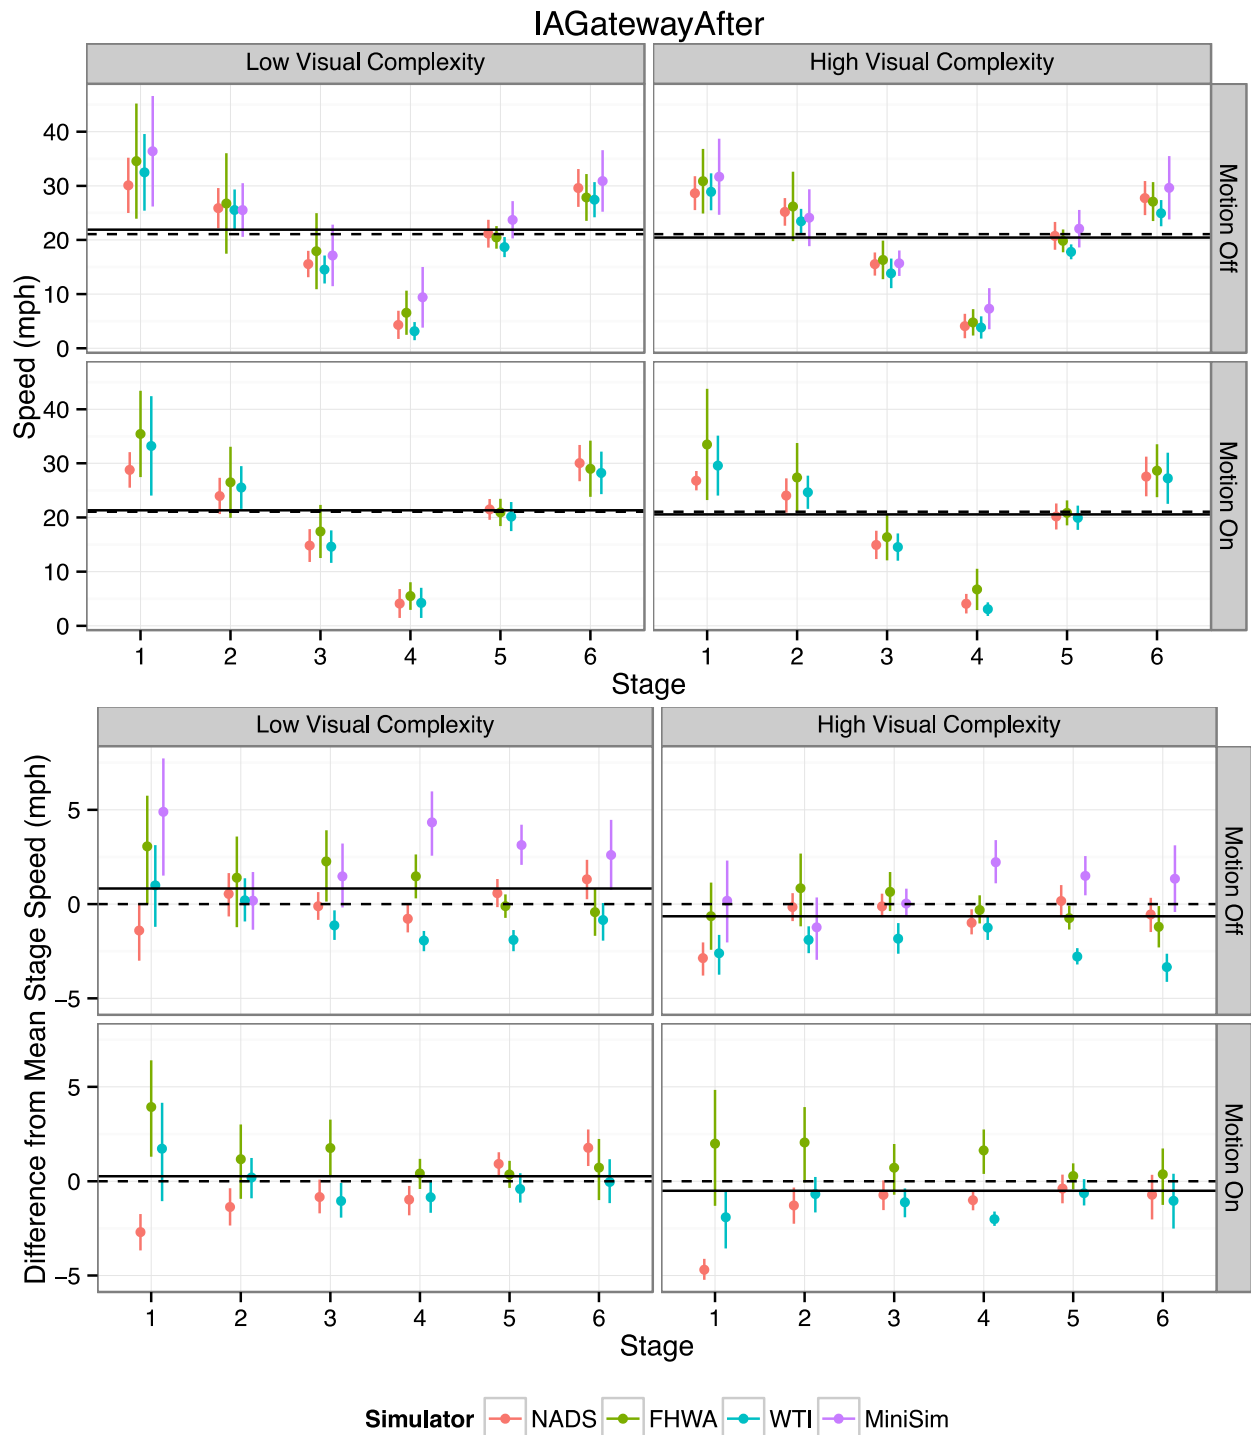 IAGatewayAfter
Low Visual Complexity
High Visual Complexity
Speed (mph)
40
30
20
10
0
Motion Off
40
30
20
10
0
Motion On
1 2 3 4 5 6
1 2 3 4 5 6
Stage
Low Visual Complexity
High Visual Complexity
Difference from Mean Stage Speed (mph)
5
0
−5
Motion Off
5
0
−5
Motion On
1 2 3 4 5 6
1 2 3 4 5 6
Stage
Simulator NADS FHWA WTI MiniSim